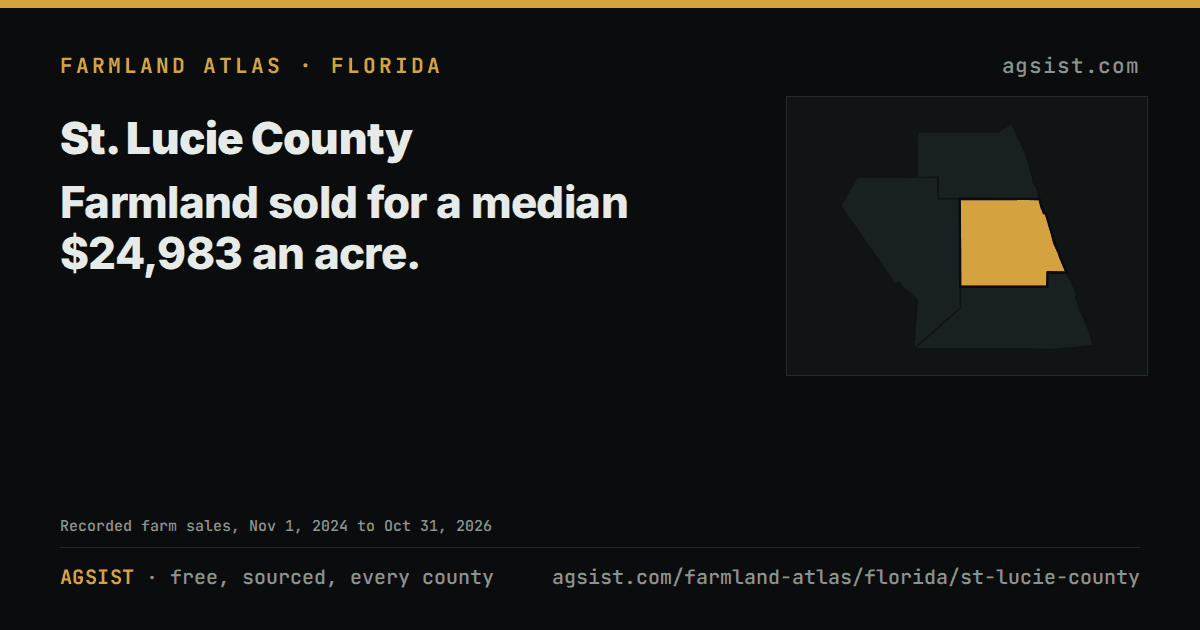 FARMLAND ATLAS · FLORIDA
agsist.com
St. Lucie County
Farmland sold for a median
$24,983 an acre.
Recorded farm sales, Nov 1, 2024 to Oct 31, 2026
AGSIST · free, sourced, every county
agsist.com/farmland-atlas/florida/st-lucie-county